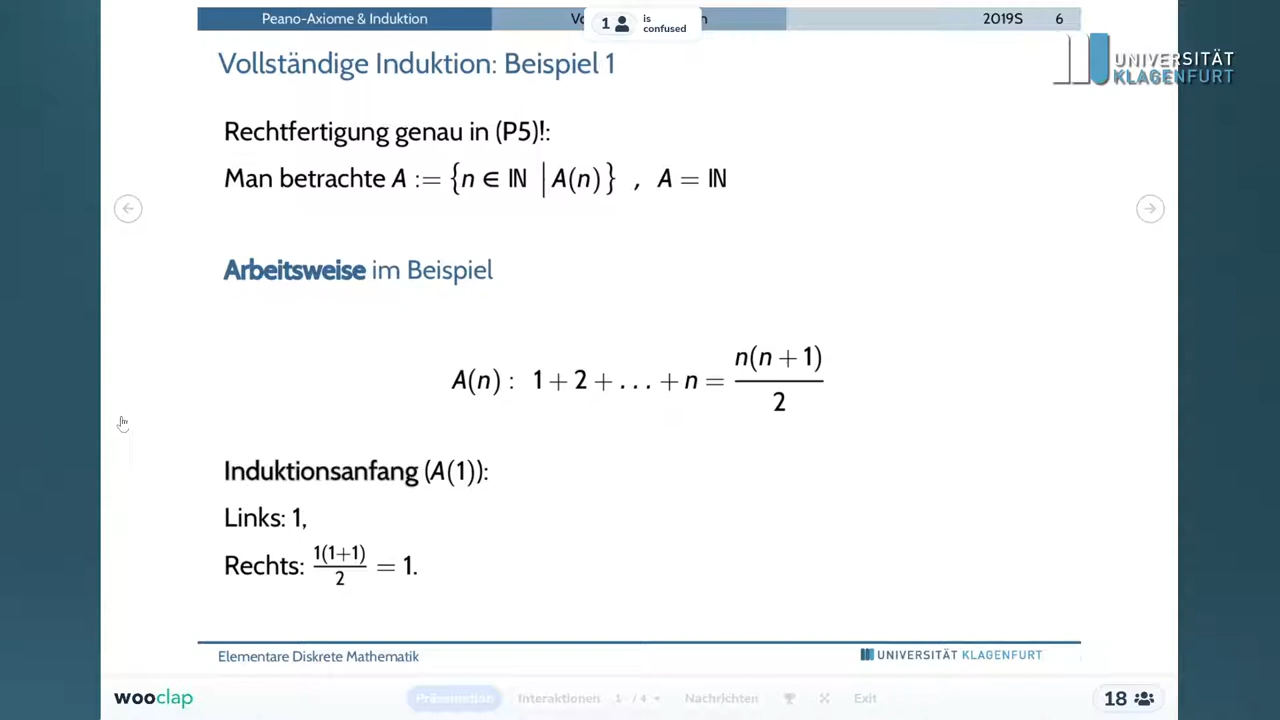 Peano-Axiome & Induktion
2019S 6
1 is confused
Vollständige Induktion: Beispiel 1
UNIVERSITÄT KLAGENFURT
Rechtfertigung genau in (P5)!:
Man betrachte A := {n ∈ ℕ | A(n)} , A = ℕ
Arbeitsweise im Beispiel
A(n) : 1 + 2 + . . . + n = n(n + 1) / 2
Induktionsanfang (A(1)):
Links: 1,
Rechts: 1(1+1)/2 = 1.
Elementare Diskrete Mathematik
UNIVERSITÄT KLAGENFURT
wooclap
Präsentation Interaktionen 1 / 4 Nachrichten Exit
18